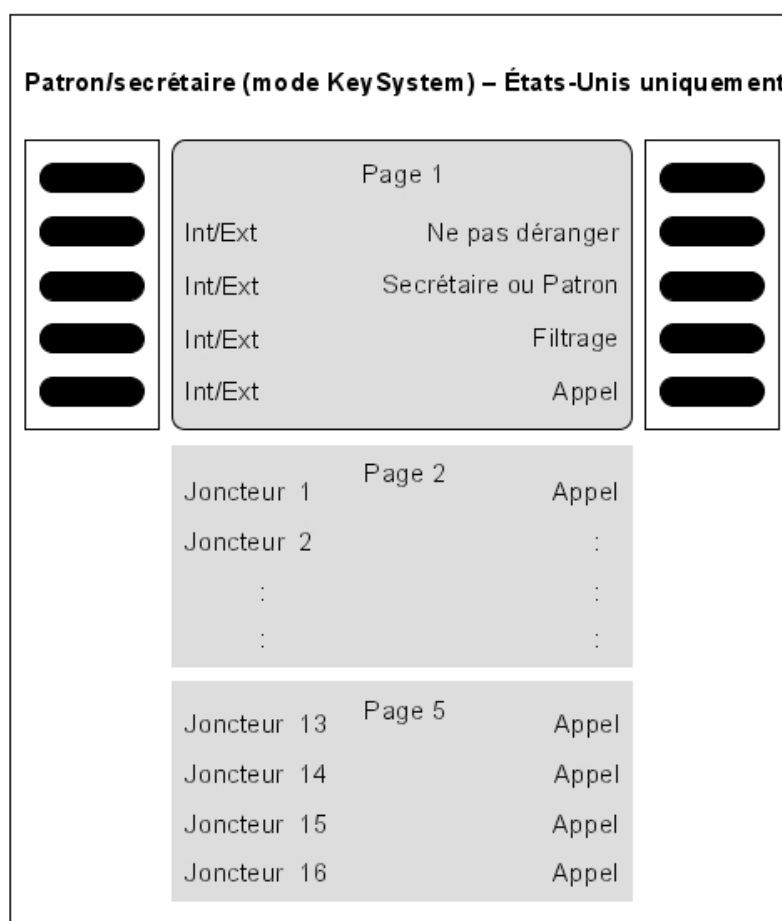 Patron/secrétaire (mode KeySystem) – États-Unis uniquement
Page 1
Int/Ext Ne pas déranger
Int/Ext Secrétaire ou Patron
Int/Ext Filtrage
Int/Ext Appel
Page 2
Joncteur 1 Appel
Joncteur 2 :
: :
: :
Page 5
Joncteur 13 Appel
Joncteur 14 Appel
Joncteur 15 Appel
Joncteur 16 Appel